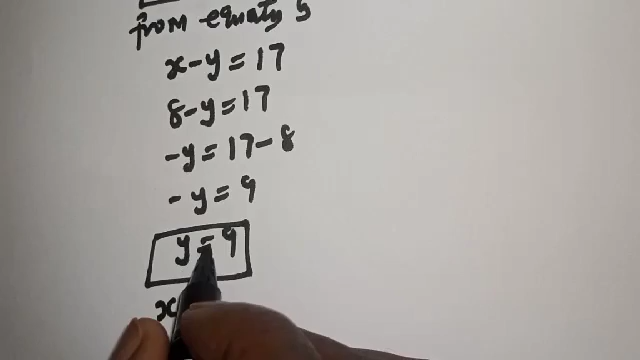 from equaty 5
x - y = 17
8 - y = 17
-y = 17 - 8
-y = 9
y = 9
x